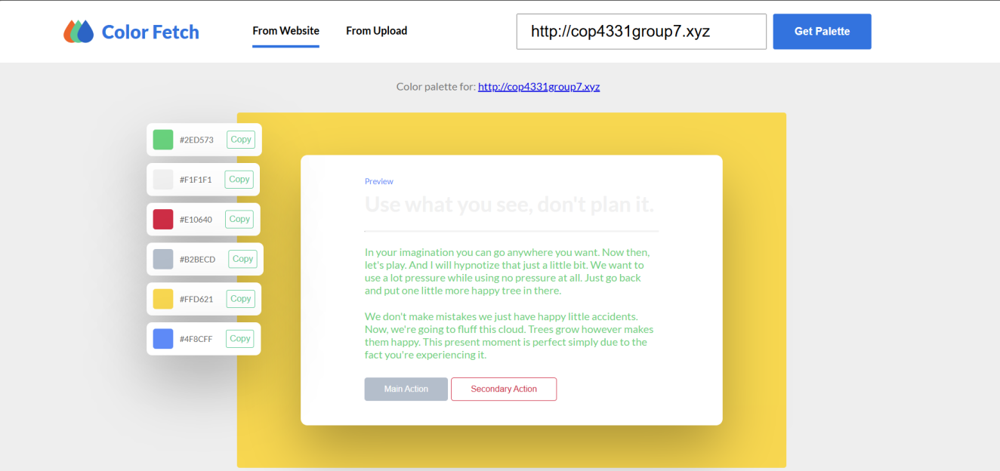 Color Fetch
From Website
From Upload
http://cop4331group7.xyz
Get Palette
Color palette for: http://cop4331group7.xyz
#2ED573 Copy
#F1F1F1 Copy
#E10640 Copy
#B2BECD Copy
#FFD621 Copy
#4F8CFF Copy
Preview
Use what you see, don't plan it.
In your imagination you can go anywhere you want. Now then,
let's play. And I will hypnotize that just a little bit. We want to
use a lot pressure while using no pressure at all. Just go back
and put one little more happy tree in there.
We don't make mistakes we just have happy little accidents.
Now, we're going to fluff this cloud. Trees grow however makes
them happy. This present moment is perfect simply due to the
fact you're experiencing it.
Main Action
Secondary Action